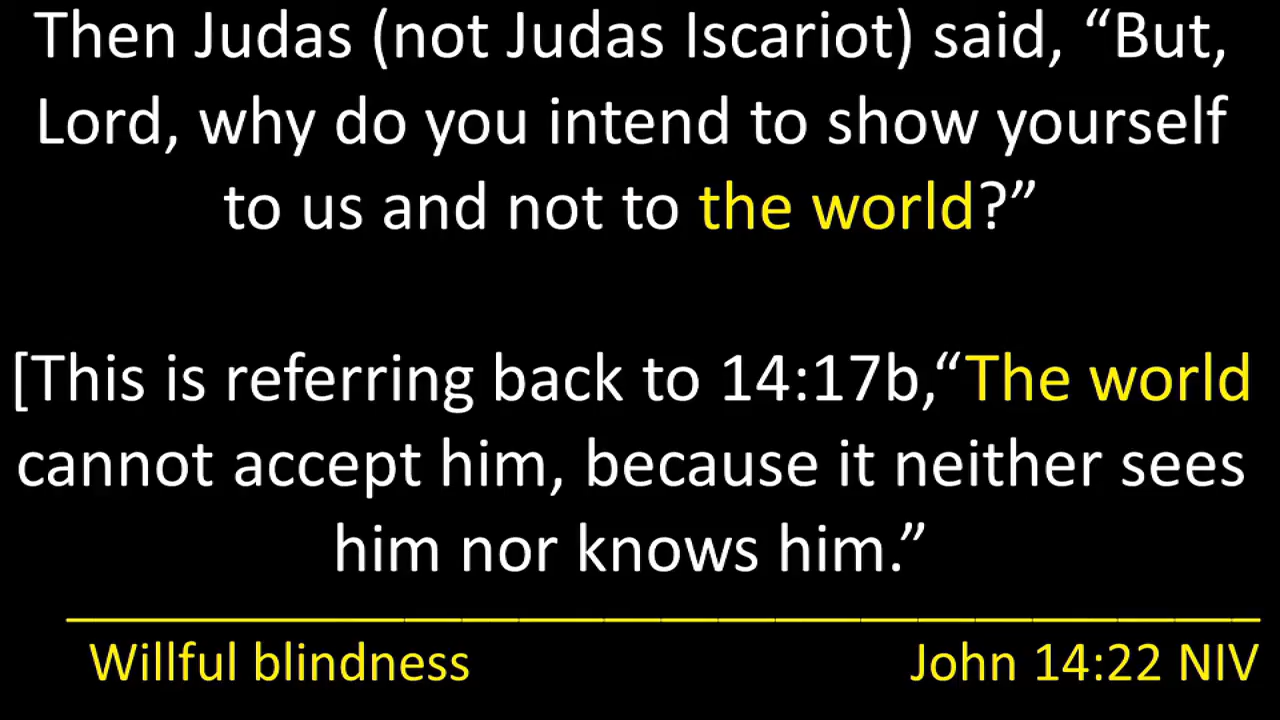 Then Judas (not Judas Iscariot) said, “But,
Lord, why do you intend to show yourself
to us and not to the world?”
[This is referring back to 14:17b,“The world
cannot accept him, because it neither sees
him nor knows him.”
Willful blindness
John 14:22 NIV